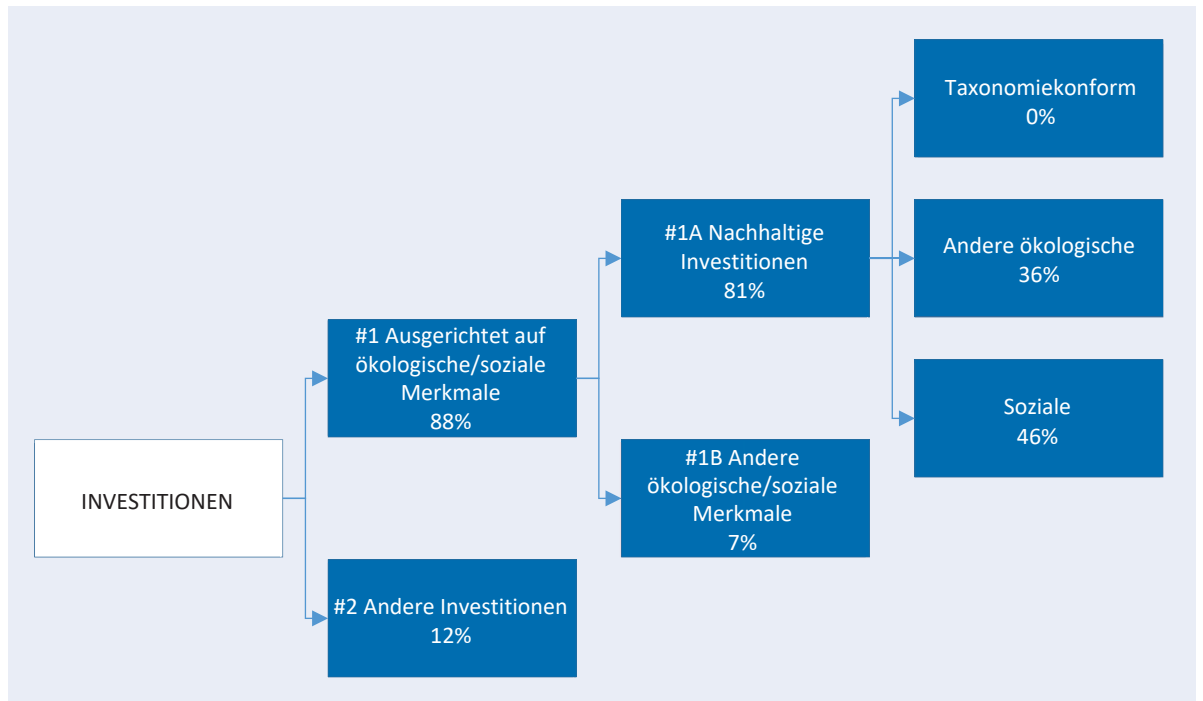 INVESTITIONEN
#1 Ausgerichtet auf
ökologische/soziale
Merkmale
88%
#2 Andere Investitionen
12%
#1A Nachhaltige
Investitionen
81%
#1B Andere
ökologische/soziale
Merkmale
7%
Taxonomiekonform
0%
Andere ökologische
36%
Soziale
46%